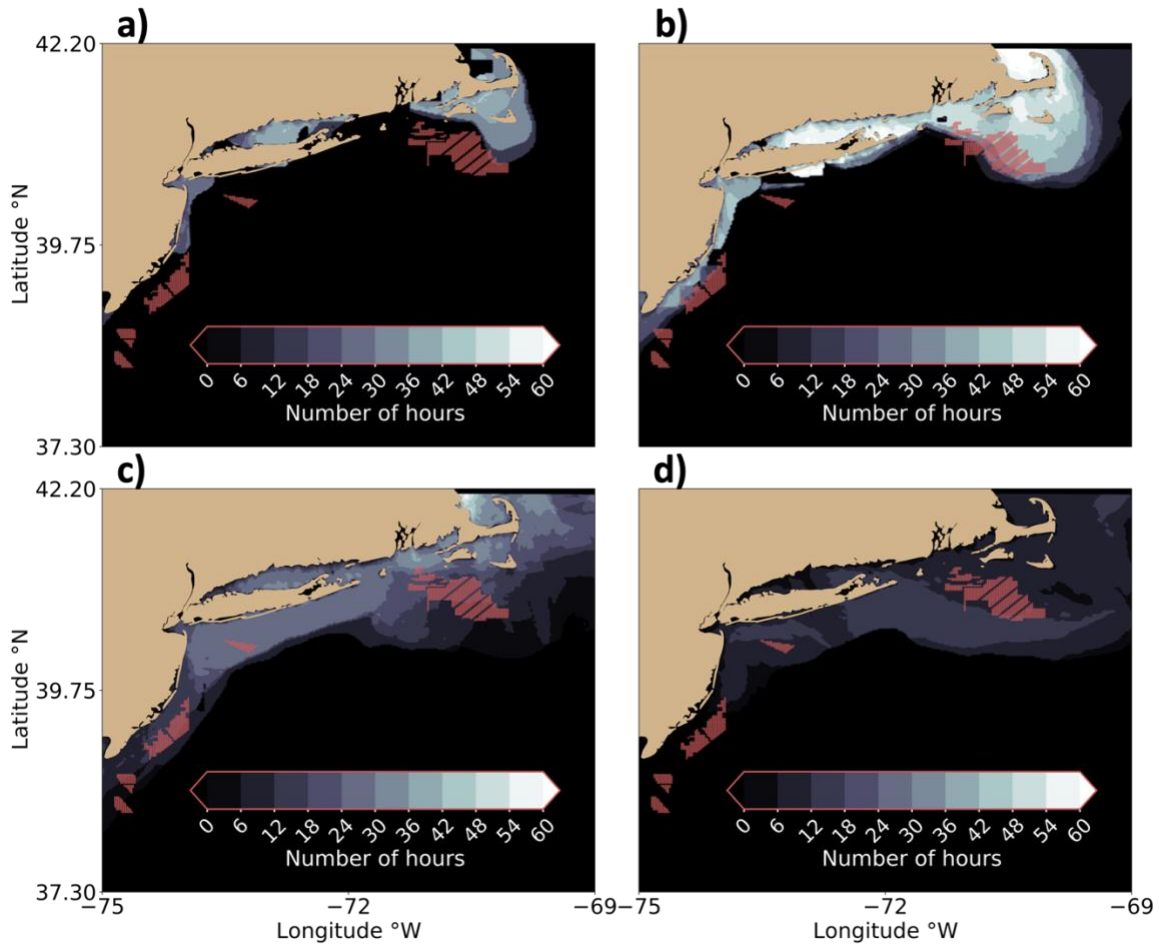 a)
b)
42.20
39.75
37.30
Latitude °N
0 6 12 18 24 30 36 42 48 54 60
Number of hours
0 6 12 18 24 30 36 42 48 54 60
Number of hours
c)
d)
42.20
39.75
37.30
Latitude °N
0 6 12 18 24 30 36 42 48 54 60
Number of hours
0 6 12 18 24 30 36 42 48 54 60
Number of hours
−75 −72 −69
−75 −72 −69
Longitude °W
Longitude °W